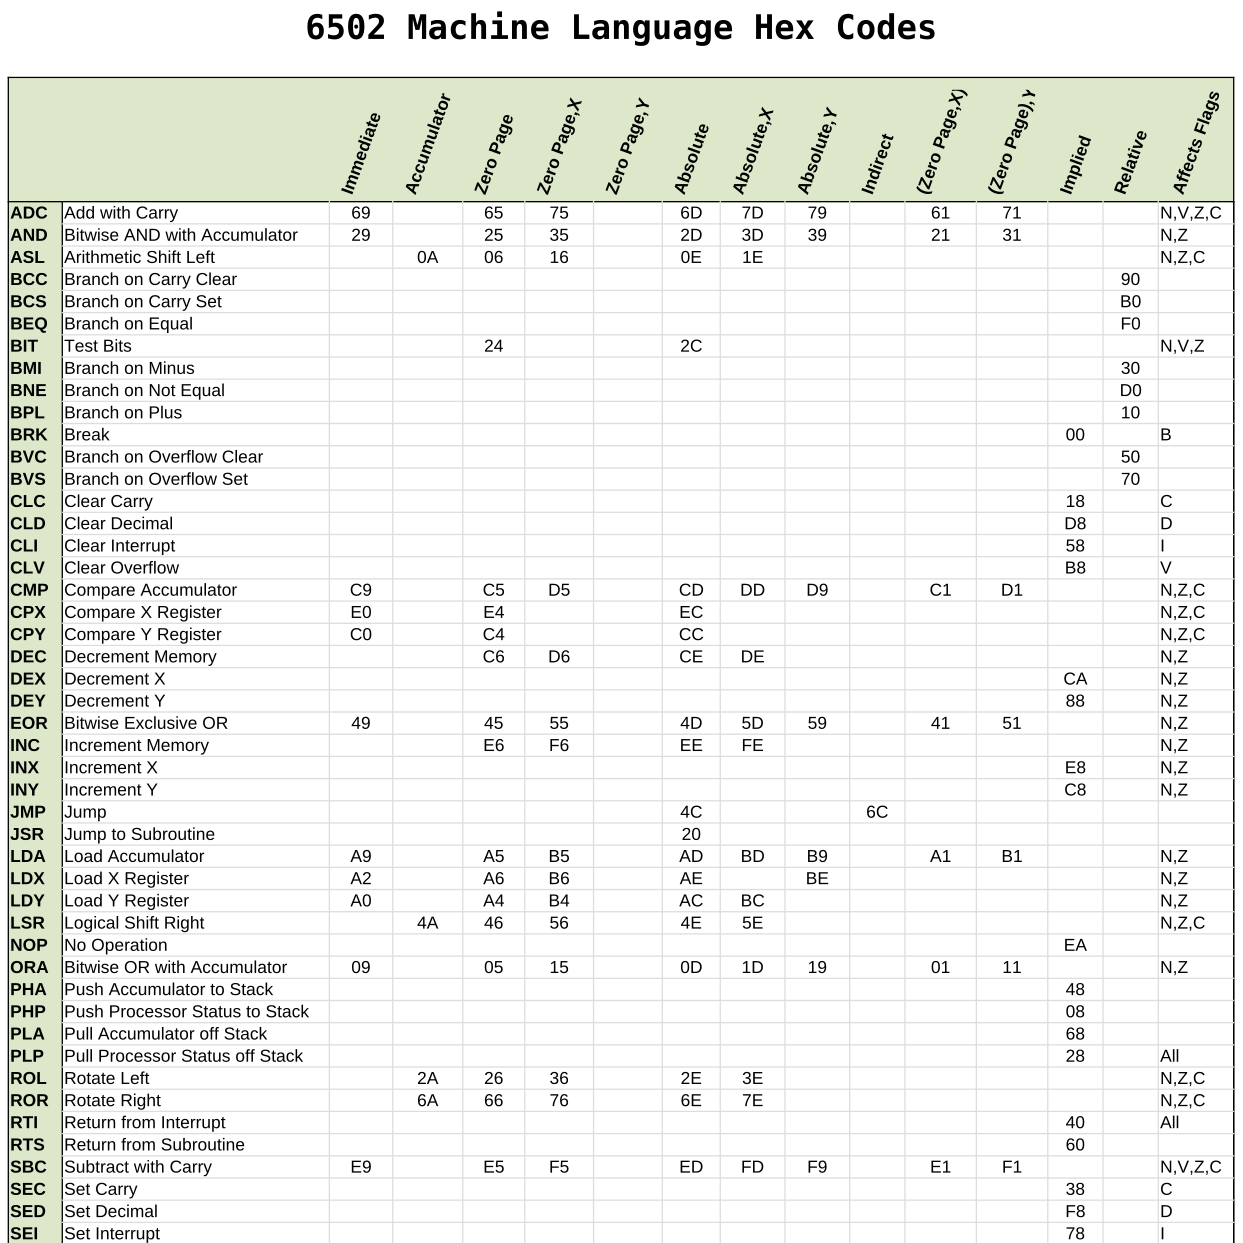 6502 Machine Language Hex Codes
Immediate Accumulator Zero Page Zero Page,X Zero Page,Y Absolute Absolute,X Absolute,Y Indirect (Zero Page,X) (Zero Page),Y Implied Relative Affects Flags
ADC Add with Carry 69 65 75 6D 7D 79 61 71 N,V,Z,C
AND Bitwise AND with Accumulator 29 25 35 2D 3D 39 21 31 N,Z
ASL Arithmetic Shift Left 0A 06 16 0E 1E N,Z,C
BCC Branch on Carry Clear 90
BCS Branch on Carry Set B0
BEQ Branch on Equal F0
BIT Test Bits 24 2C N,V,Z
BMI Branch on Minus 30
BNE Branch on Not Equal D0
BPL Branch on Plus 10
BRK Break 00 B
BVC Branch on Overflow Clear 50
BVS Branch on Overflow Set 70
CLC Clear Carry 18 C
CLD Clear Decimal D8 D
CLI Clear Interrupt 58 I
CLV Clear Overflow B8 V
CMP Compare Accumulator C9 C5 D5 CD DD D9 C1 D1 N,Z,C
CPX Compare X Register E0 E4 EC N,Z,C
CPY Compare Y Register C0 C4 CC N,Z,C
DEC Decrement Memory C6 D6 CE DE N,Z
DEX Decrement X CA N,Z
DEY Decrement Y 88 N,Z
EOR Bitwise Exclusive OR 49 45 55 4D 5D 59 41 51 N,Z
INC Increment Memory E6 F6 EE FE N,Z
INX Increment X E8 N,Z
INY Increment Y C8 N,Z
JMP Jump 4C 6C
JSR Jump to Subroutine 20
LDA Load Accumulator A9 A5 B5 AD BD B9 A1 B1 N,Z
LDX Load X Register A2 A6 B6 AE BE N,Z
LDY Load Y Register A0 A4 B4 AC BC N,Z
LSR Logical Shift Right 4A 46 56 4E 5E N,Z,C
NOP No Operation EA
ORA Bitwise OR with Accumulator 09 05 15 0D 1D 19 01 11 N,Z
PHA Push Accumulator to Stack 48
PHP Push Processor Status to Stack 08
PLA Pull Accumulator off Stack 68
PLP Pull Processor Status off Stack 28 All
ROL Rotate Left 2A 26 36 2E 3E N,Z,C
ROR Rotate Right 6A 66 76 6E 7E N,Z,C
RTI Return from Interrupt 40 All
RTS Return from Subroutine 60
SBC Subtract with Carry E9 E5 F5 ED FD F9 E1 F1 N,V,Z,C
SEC Set Carry 38 C
SED Set Decimal F8 D
SEI Set Interrupt 78 I